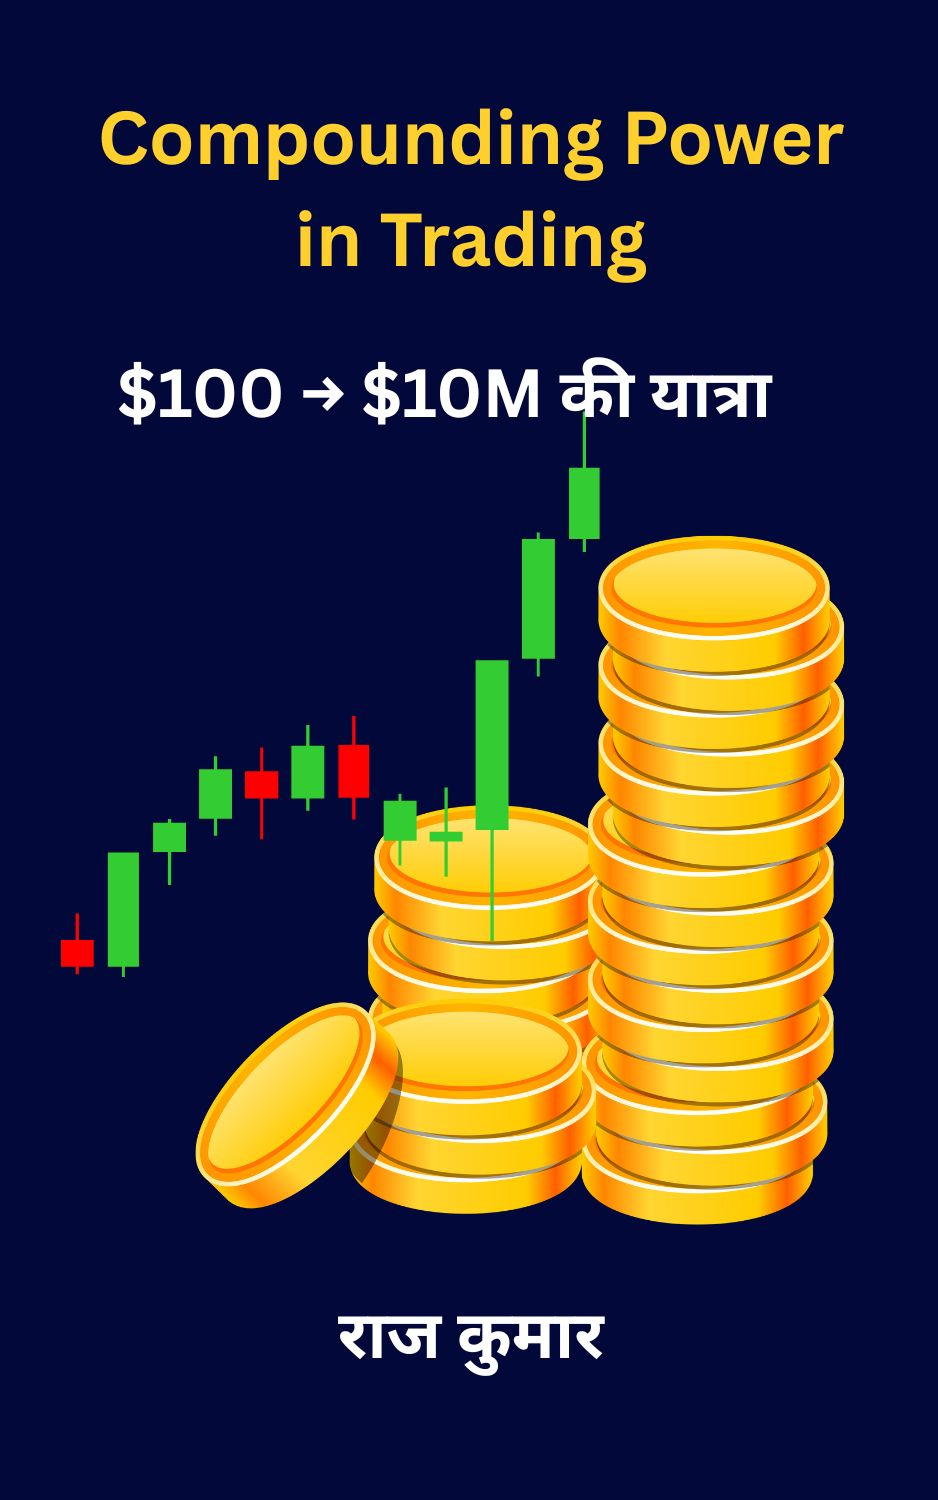 Compounding Power
in Trading
$100 → $10M की यात्रा
राज कुमार